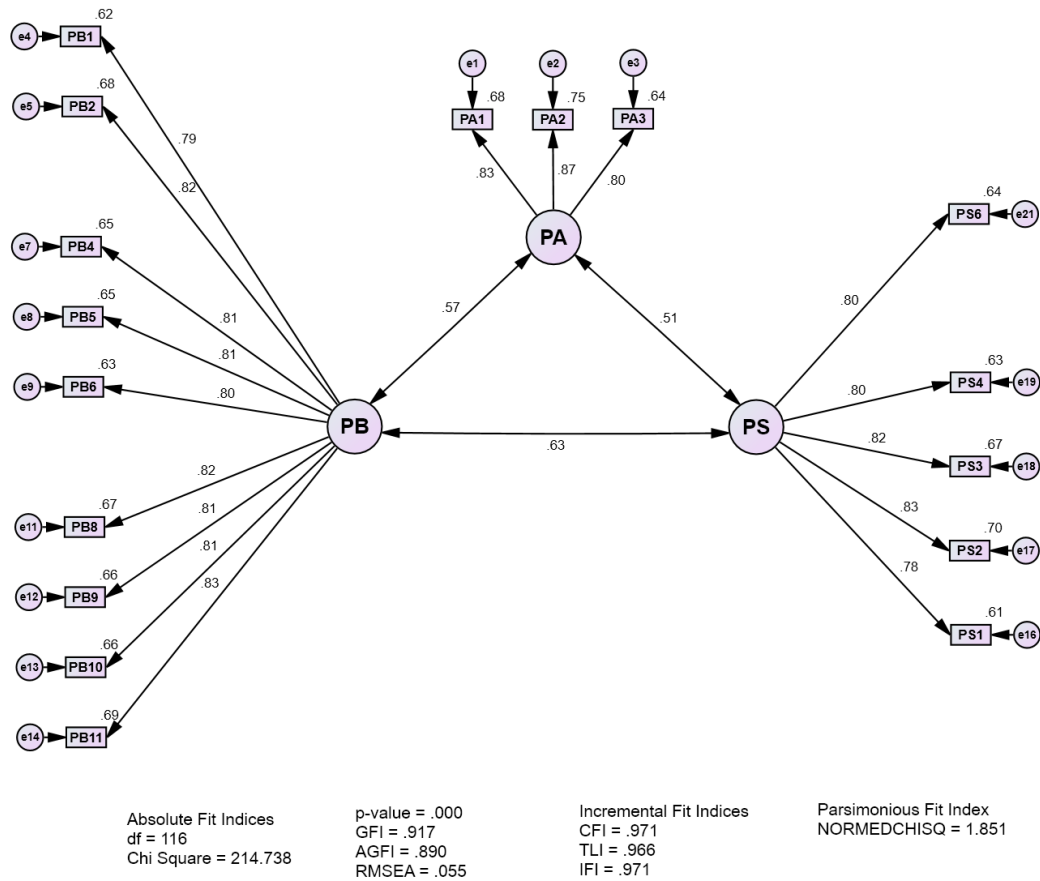 .62
e4 PB1
.68
e5 PB2
.65
e7 PB4
.65
e8 PB5
.63
e9 PB6
.67
e11 PB8
.66
e12 PB9
.66
e13 PB10
.69
e14 PB11
.79
.82
.81
.81
.80
.82
.81
.81
.83
PB
e1 e2 e3
.68 .75 .64
PA1 PA2 PA3
.83 .87 .80
PA
.57 .51
.63
PS
.80
.80
.82
.83
.78
.64
PS6 e21
.63
PS4 e19
.67
PS3 e18
.70
PS2 e17
.61
PS1 e16
Absolute Fit Indices
df = 116
Chi Square = 214.738
p-value = .000
GFI = .917
AGFI = .890
RMSEA = .055
Incremental Fit Indices
CFI = .971
TLI = .966
IFI = .971
Parsimonious Fit Index
NORMEDCHISQ = 1.851